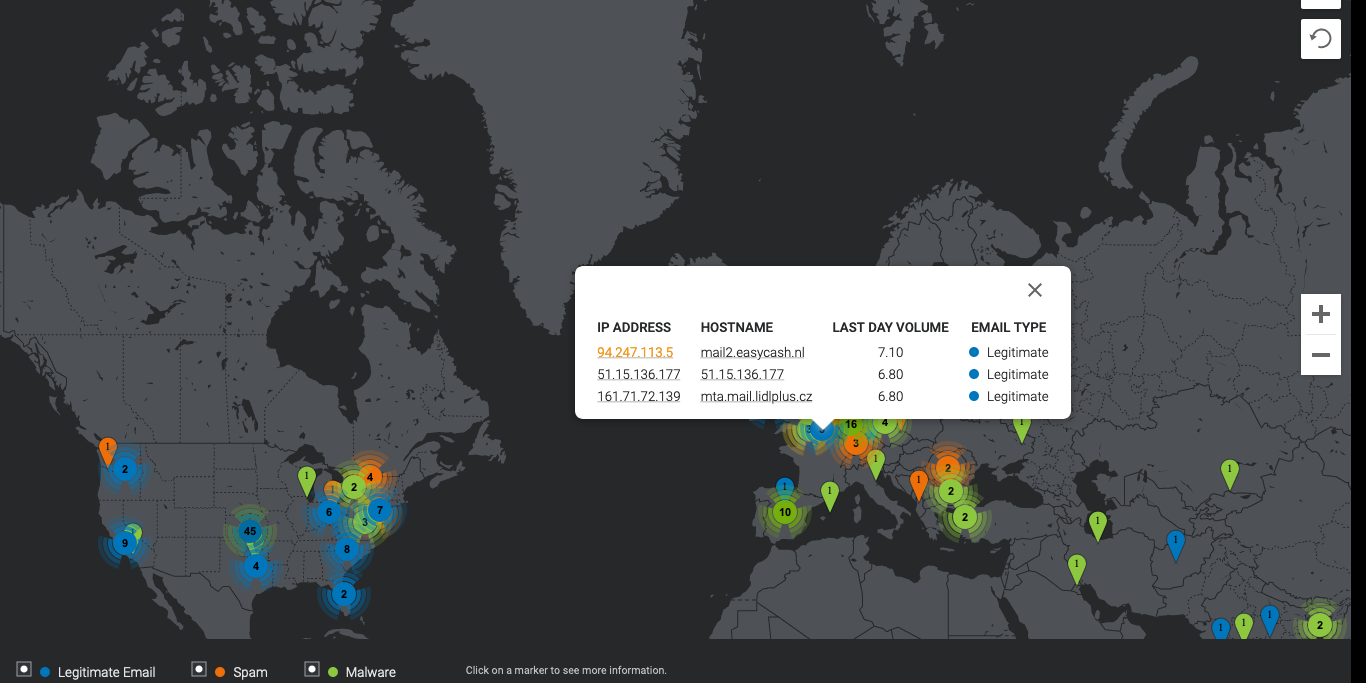 IP ADDRESS HOSTNAME LAST DAY VOLUME EMAIL TYPE
94.247.113.5 mail2.easycash.nl 7.10 Legitimate
51.15.136.177 51.15.136.177 6.80 Legitimate
161.71.72.139 mta.mail.lidlplus.cz 6.80 Legitimate
3 16 4
1 3 1
1 2 1 4 2
1 1 2 1
1 1 2 1 2
6 7 3 10 2 1
45 9 1
8 4 1
2 1 1 1 2
Legitimate Email Spam Malware Click on a marker to see more information.